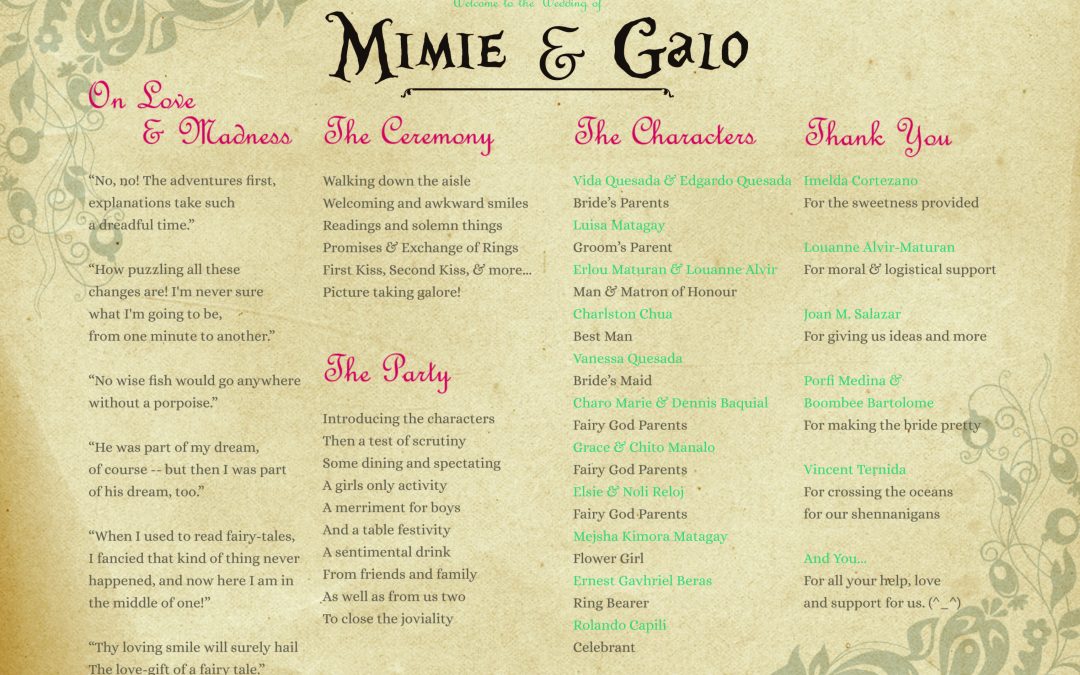 Welcome to the Wedding of
Mimie & Galo
On Love
& Madness
“No, no! The adventures first,
explanations take such
a dreadful time.”
“How puzzling all these
changes are! I'm never sure
what I'm going to be,
from one minute to another.”
“No wise fish would go anywhere
without a porpoise.”
“He was part of my dream,
of course -- but then I was part
of his dream, too.”
“When I used to read fairy-tales,
I fancied that kind of thing never
happened, and now here I am in
the middle of one!”
“Thy loving smile will surely hail
The love-gift of a fairy tale.”
The Ceremony
Walking down the aisle
Welcoming and awkward smiles
Readings and solemn things
Promises & Exchange of Rings
First Kiss, Second Kiss, & more...
Picture taking galore!
The Party
Introducing the characters
Then a test of scrutiny
Some dining and spectating
A girls only activity
A merriment for boys
And a table festivity
A sentimental drink
From friends and family
As well as from us two
To close the joviality
The Characters
Vida Quesada & Edgardo Quesada
Bride’s Parents
Luisa Matagay
Groom’s Parent
Erlou Maturan & Louanne Alvir
Man & Matron of Honour
Charlston Chua
Best Man
Vanessa Quesada
Bride’s Maid
Charo Marie & Dennis Baquial
Fairy God Parents
Grace & Chito Manalo
Fairy God Parents
Elsie & Noli Reloj
Fairy God Parents
Mejsha Kimora Matagay
Flower Girl
Ernest Gavhriel Beras
Ring Bearer
Rolando Capili
Celebrant
Thank You
Imelda Cortezano
For the sweetness provided
Louanne Alvir-Maturan
For moral & logistical support
Joan M. Salazar
For giving us ideas and more
Porfi Medina &
Boombee Bartolome
For making the bride pretty
Vincent Ternida
For crossing the oceans
for our shennanigans
And You...
For all your help, love
and support for us. (^_^)